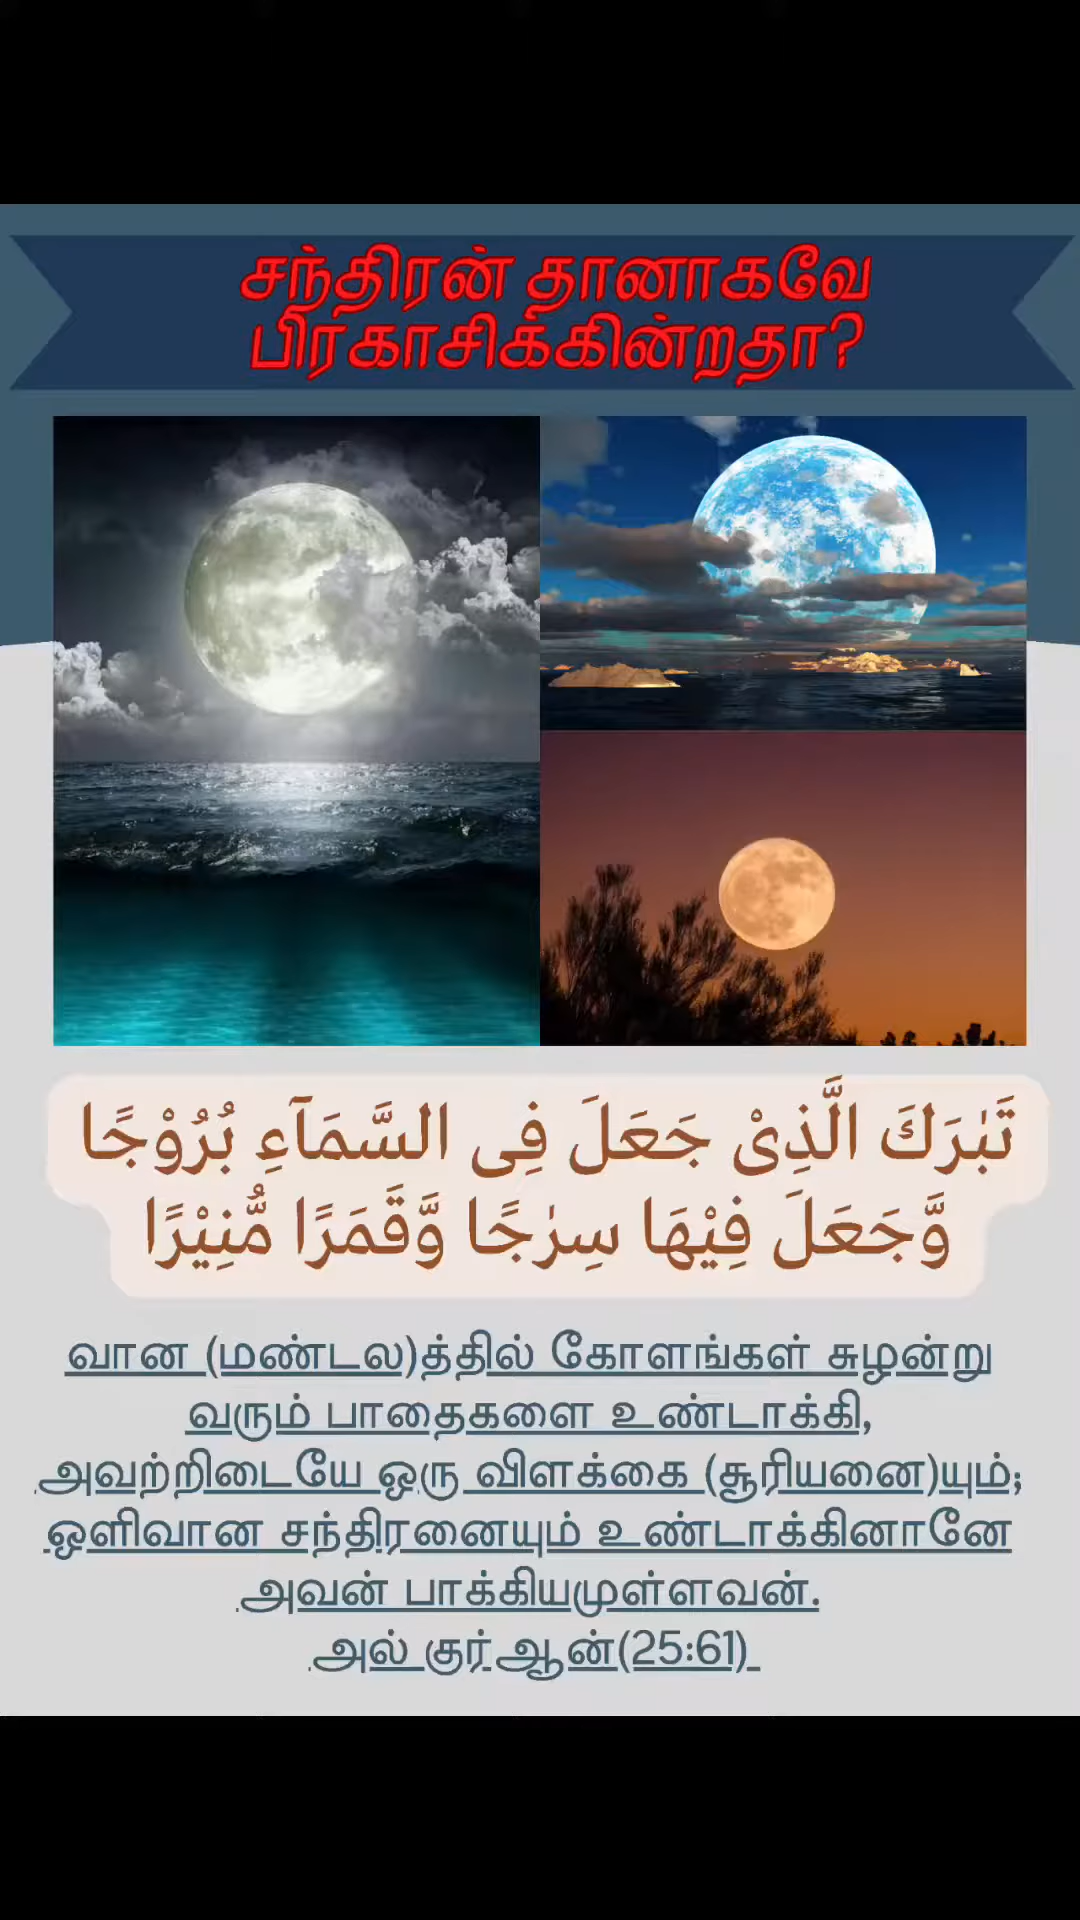 சந்திரன் தானாகவே
பிரகாசிக்கின்றதா?
تَبٰرَكَ الَّذِىْ جَعَلَ فِى السَّمَآءِ بُرُوْجًا
وَّجَعَلَ فِيْهَا سِرٰجًا وَّقَمَرًا مُّنِيْرًا
வான (மண்டல)த்தில் கோளங்கள் சுழன்று
வரும் பாதைகளை உண்டாக்கி,
அவற்றிடையே ஒரு விளக்கை (சூரியனை)யும்;
ஒளிவான சந்திரனையும் உண்டாக்கினானே
அவன் பாக்கியமுள்ளவன்.
அல் குர்ஆன்(25:61)